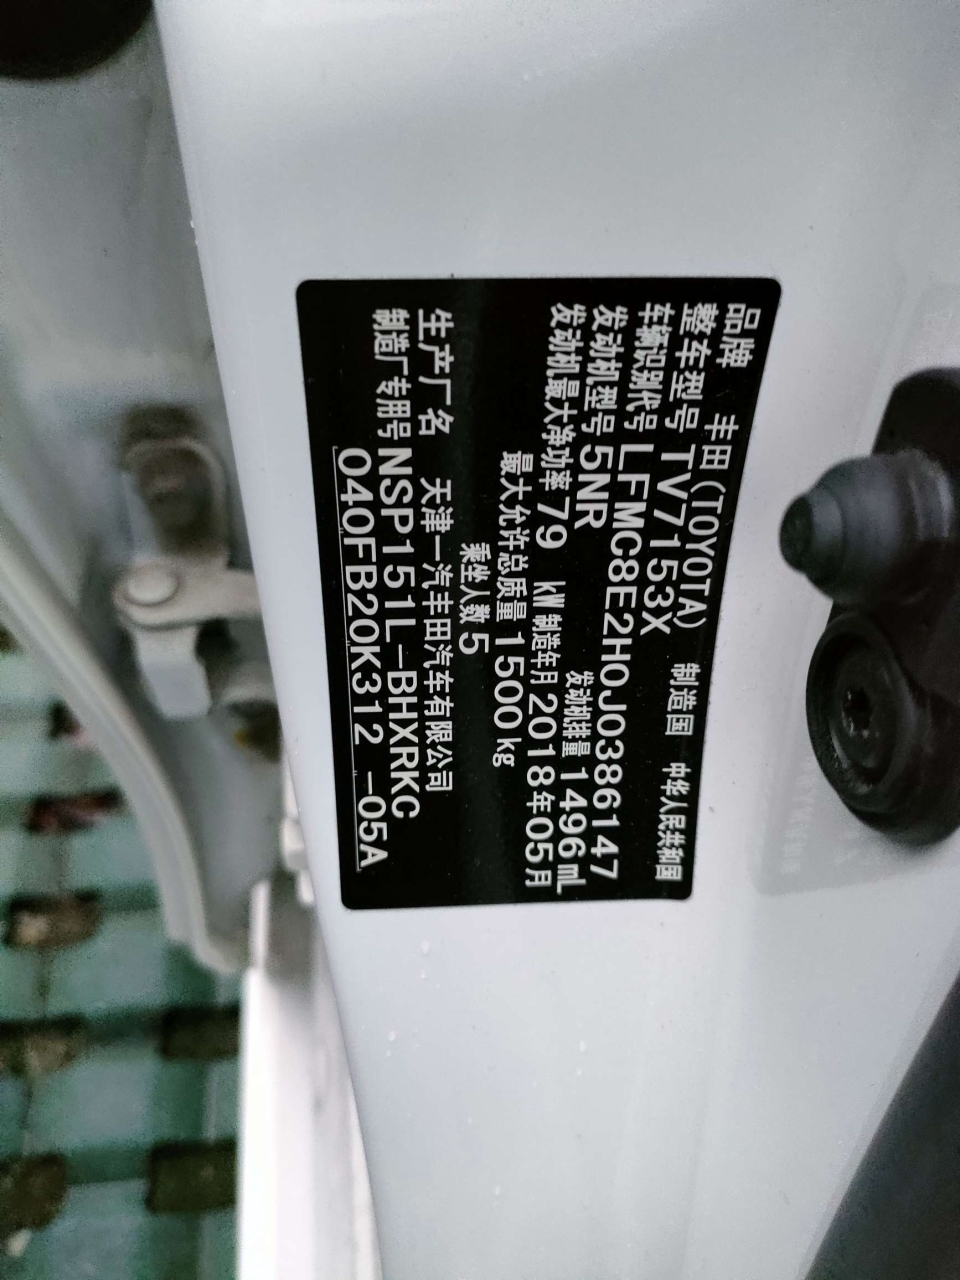 品牌 丰田(TOYOTA) 制造国 中华人民共和国
整车型号 TV7153X
车辆识别代号 LFMC8E2H0J0386147
发动机型号 5NR 发动机排量 1496mL
发动机最大净功率 79 kW 制造年月 2018年05月
最大允许总质量 1500kg
乘坐人数 5
生产厂名 天津一汽丰田汽车有限公司
制造厂专用号 NSP151L-BHXRKC
040FB20K312 -05A